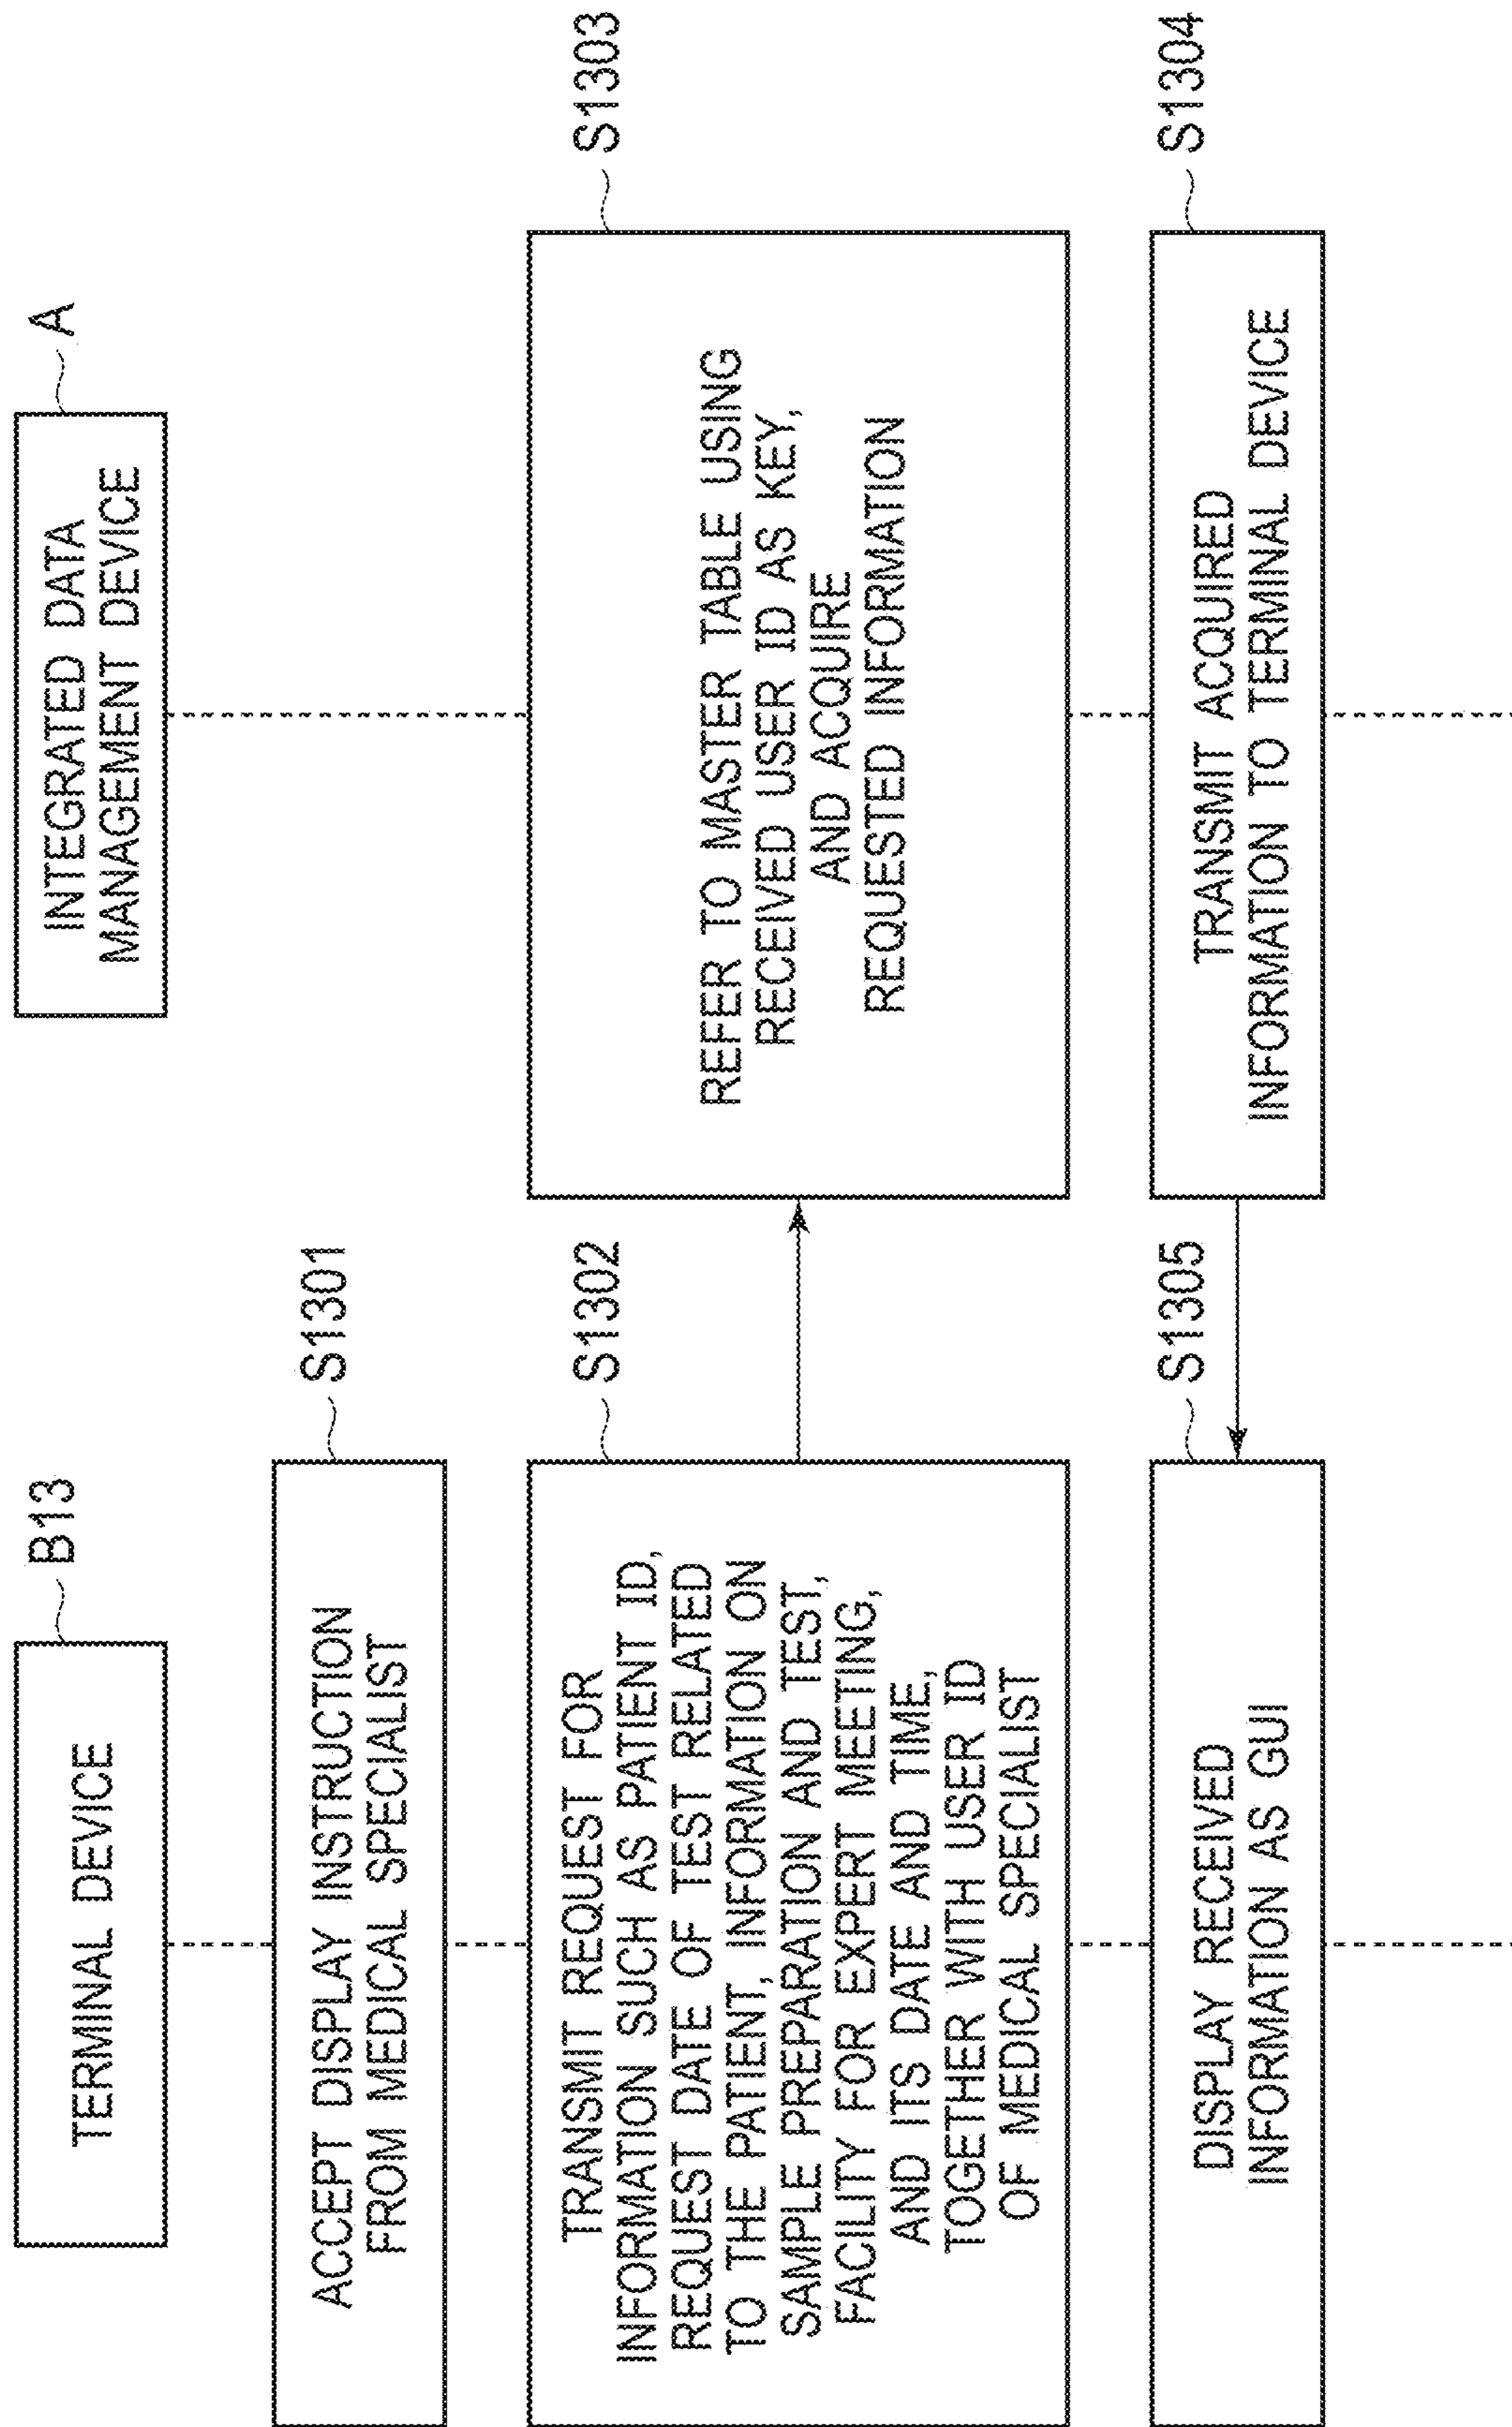 TERMINAL DEVICE
B13
INTEGRATED DATA
MANAGEMENT DEVICE
A
ACCEPT DISPLAY INSTRUCTION
FROM MEDICAL SPECIALIST
S1301
TRANSMIT REQUEST FOR
INFORMATION SUCH AS PATIENT ID,
REQUEST DATE OF TEST RELATED
TO THE PATIENT, INFORMATION ON
SAMPLE PREPARATION AND TEST,
FACILITY FOR EXPERT MEETING,
AND ITS DATE AND TIME,
TOGETHER WITH USER ID
OF MEDICAL SPECIALIST
S1302
REFER TO MASTER TABLE USING
RECEIVED USER ID AS KEY,
AND ACQUIRE
REQUESTED INFORMATION
S1303
DISPLAY RECEIVED
INFORMATION AS GUI
S1305
TRANSMIT ACQUIRED
INFORMATION TO TERMINAL DEVICE
S1304